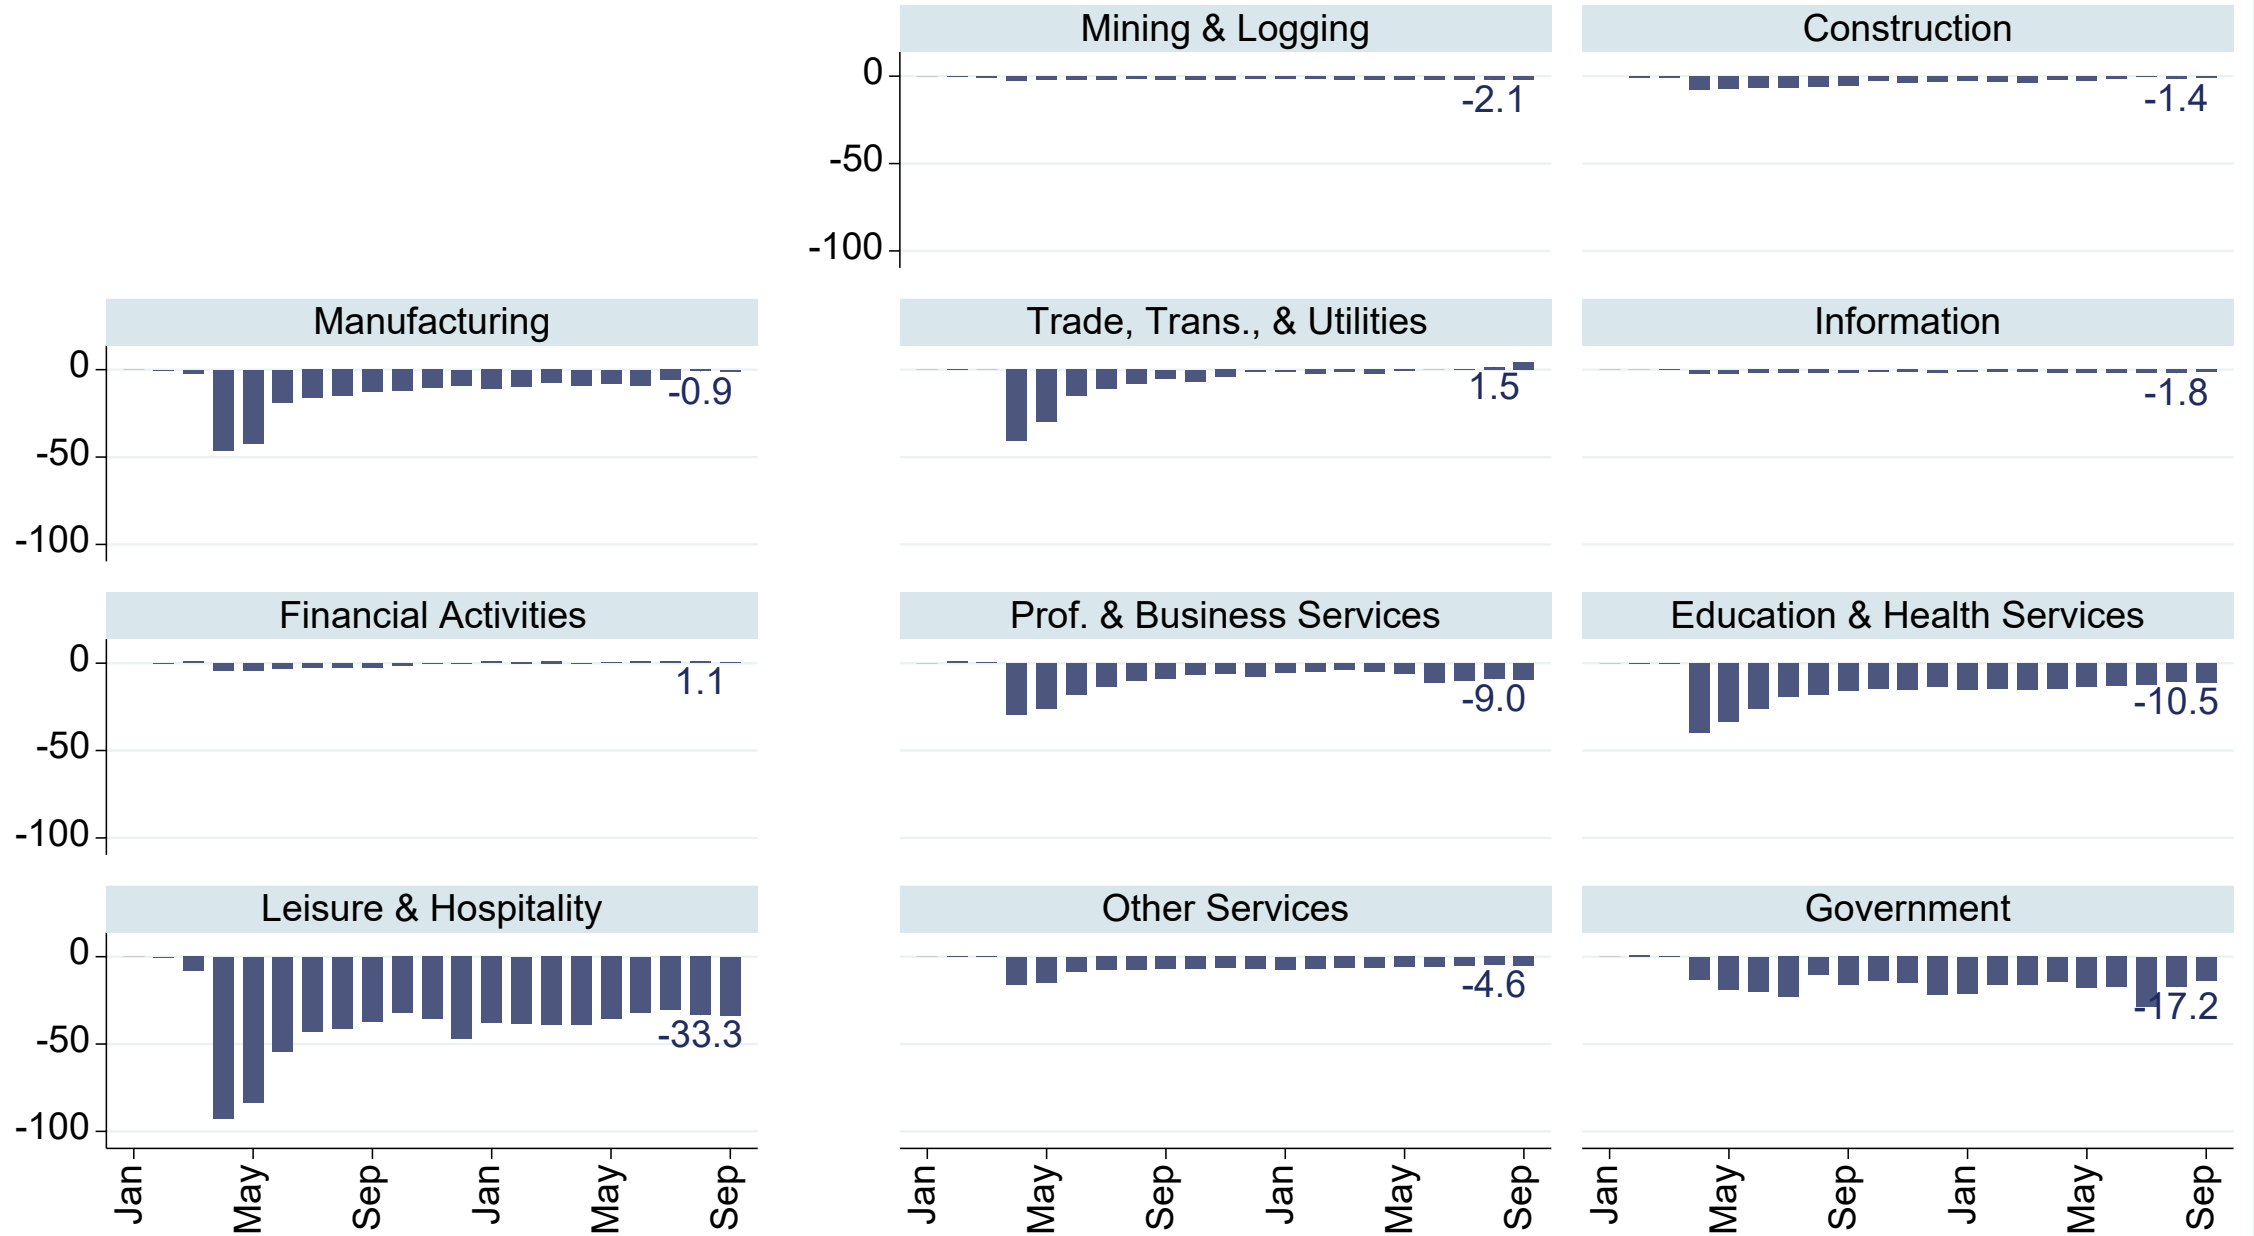 Mining & Logging
Construction
0
-50
-100
-2.1
-1.4
Manufacturing
Trade, Trans., & Utilities
Information
0
-50
-100
-0.9
1.5
-1.8
Financial Activities
Prof. & Business Services
Education & Health Services
0
-50
-100
1.1
-9.0
-10.5
Leisure & Hospitality
Other Services
Government
0
-50
-100
-33.3
-4.6
-17.2
Jan May Sep Jan May Sep
Jan May Sep Jan May Sep
Jan May Sep Jan May Sep